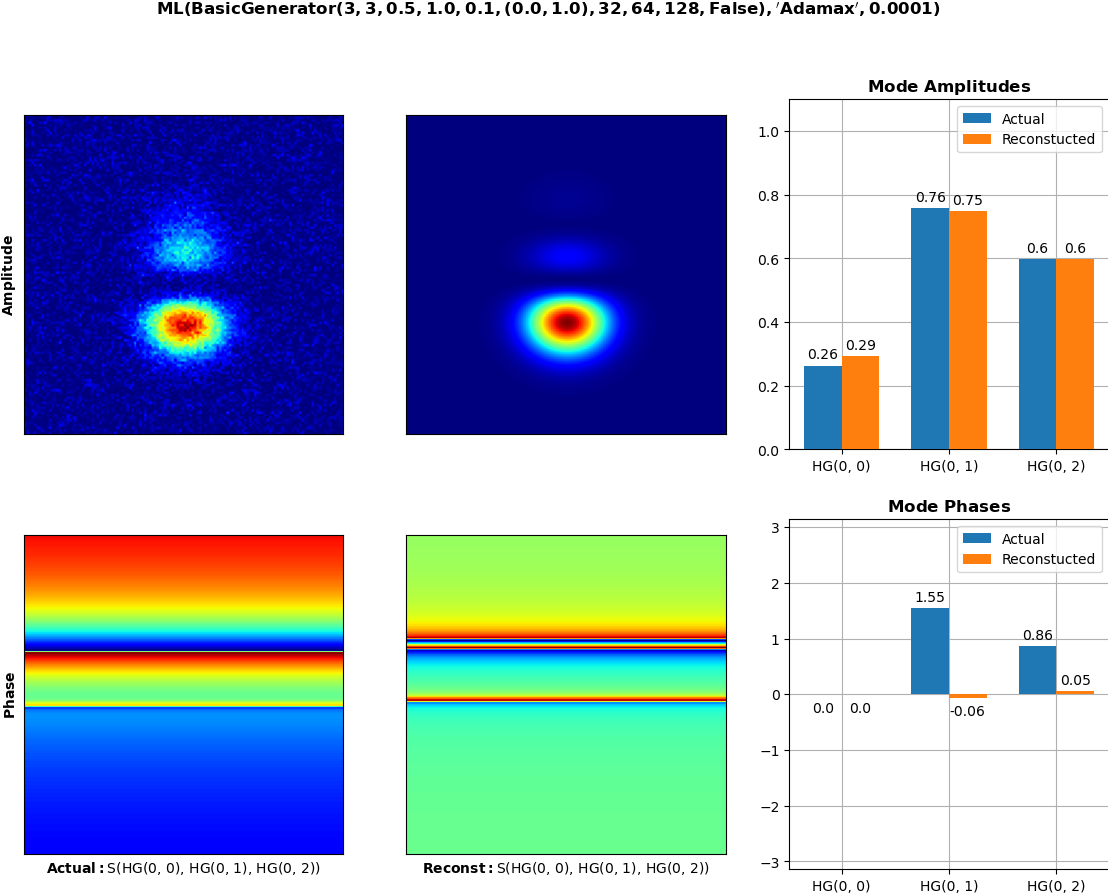 ML(BasicGenerator(3, 3, 0.5, 1.0, 0.1, (0.0, 1.0), 32, 64, 128, False), ′Adamax′, 0.0001)
Amplitude
Mode Amplitudes
Actual
Reconstucted
1.0
0.8
0.6
0.4
0.2
0.0
0.26
0.29
0.76
0.75
0.6
0.6
HG(0, 0)
HG(0, 1)
HG(0, 2)
Phase
Actual: S(HG(0, 0), HG(0, 1), HG(0, 2))
Reconst: S(HG(0, 0), HG(0, 1), HG(0, 2))
Mode Phases
Actual
Reconstucted
3
2
1
0
−1
−2
−3
0.0
0.0
1.55
-0.06
0.86
0.05
HG(0, 0)
HG(0, 1)
HG(0, 2)